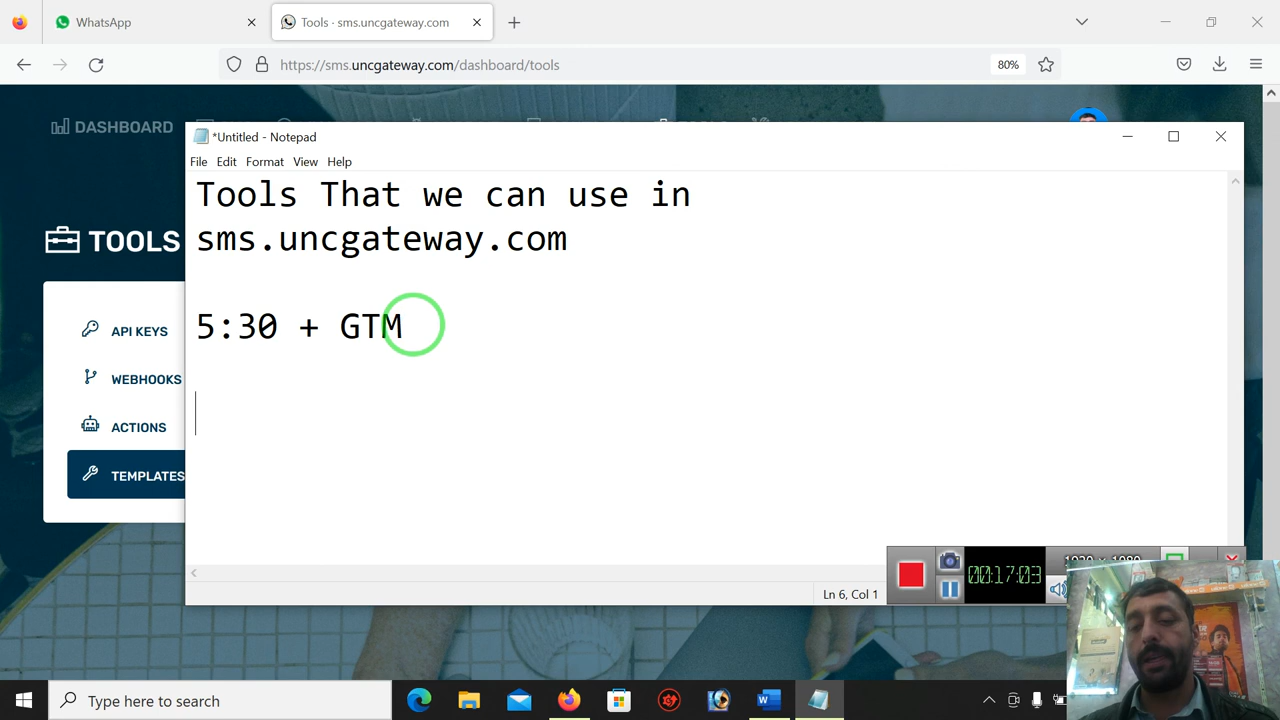 WhatsApp
Tools · sms.uncgateway.com
https://sms.uncgateway.com/dashboard/tools
80%
DASHBOARD
*Untitled - Notepad
File Edit Format View Help
Tools That we can use in
sms.uncgateway.com
5:30 + GTM
TOOLS
API KEYS
WEBHOOKS
ACTIONS
TEMPLATES
Ln 6, Col 1
00:17:03
1920 x 1080
Type here to search